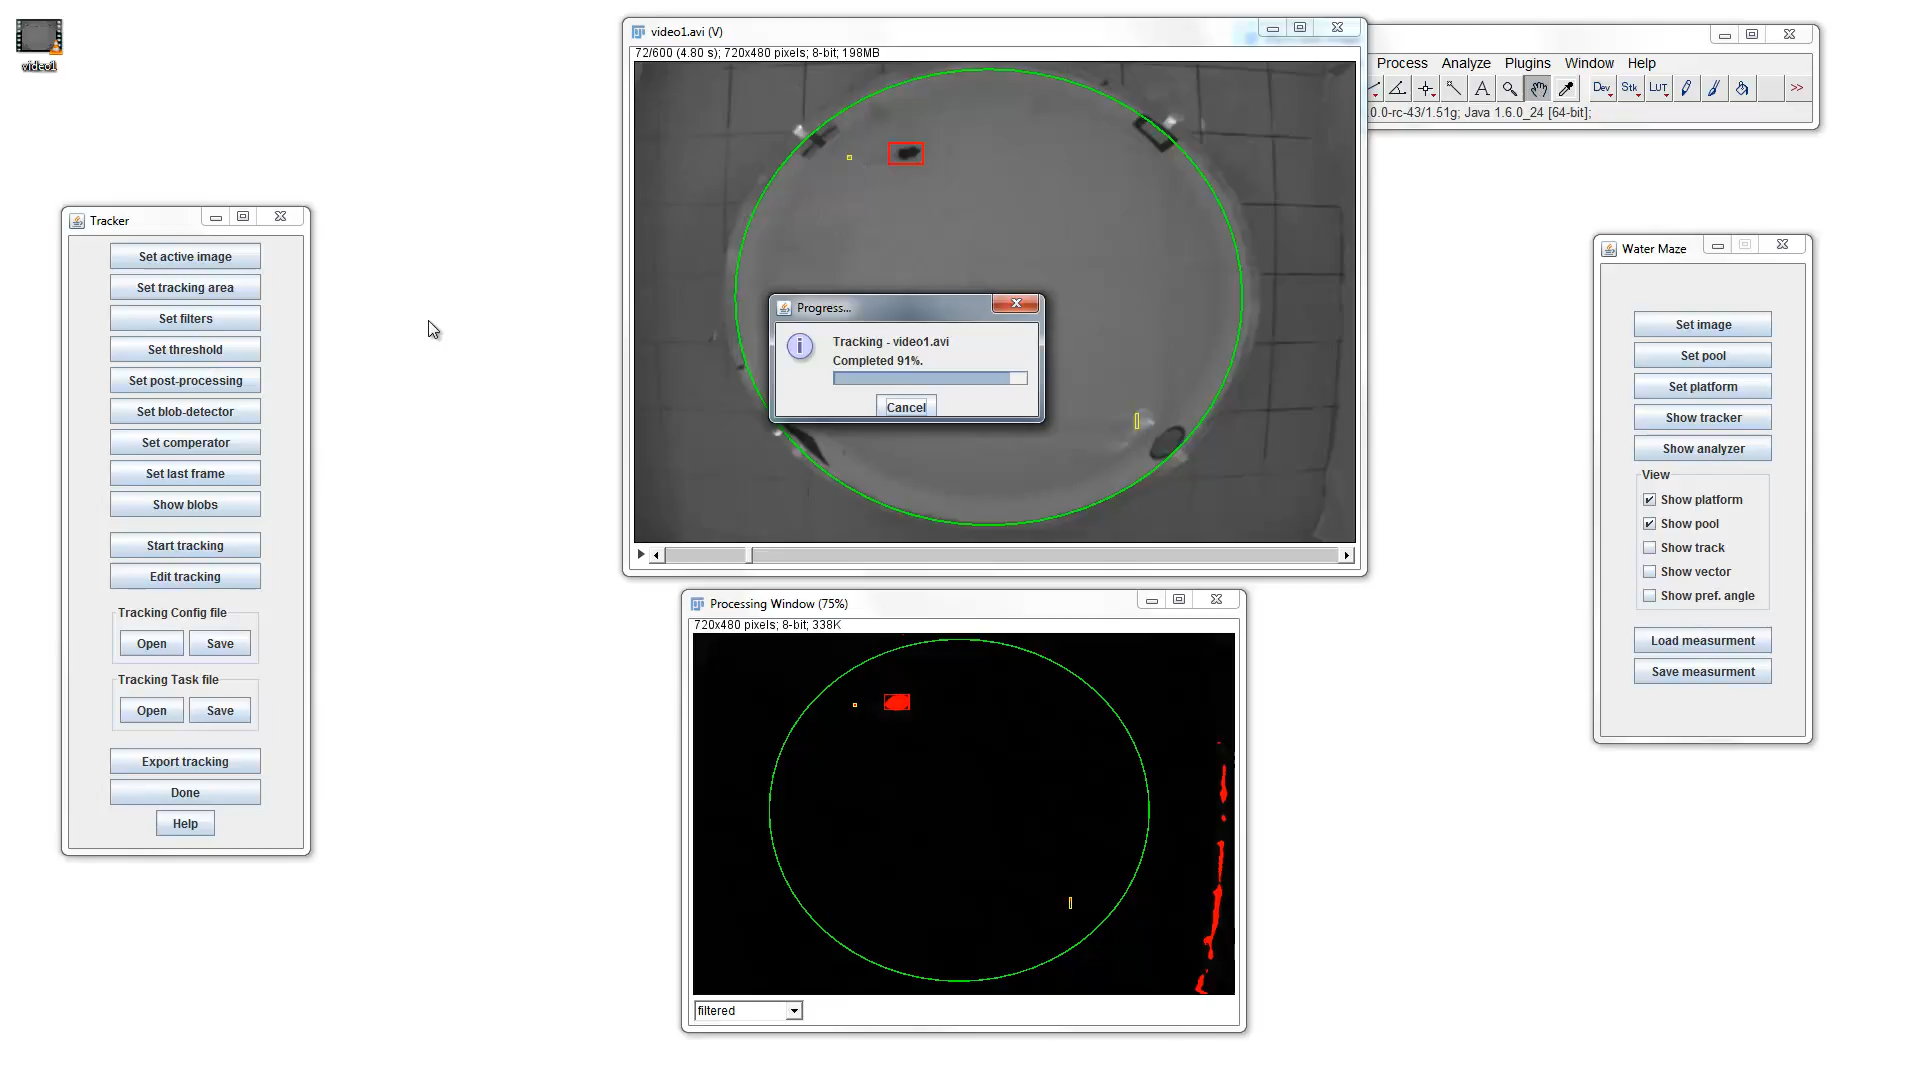 video1
Tracker
Set active image
Set tracking area
Set filters
Set threshold
Set post-processing
Set blob-detector
Set comperator
Set last frame
Show blobs
Start tracking
Edit tracking
Tracking Config file
Open Save
Tracking Task file
Open Save
Export tracking
Done
Help
video1.avi (V)
72/600 (4.80 s); 720x480 pixels; 8-bit; 198MB
Progress...
Tracking - video1.avi
Completed 91%.
Cancel
Processing Window (75%)
720x480 pixels; 8-bit; 338K
filtered
Process Analyze Plugins Window Help
A Dev Stk LUT >>
.0.0-rc-43/1.51g; Java 1.6.0_24 [64-bit];
Water Maze
Set image
Set pool
Set platform
Show tracker
Show analyzer
View
Show platform
Show pool
Show track
Show vector
Show pref. angle
Load measurment
Save measurment